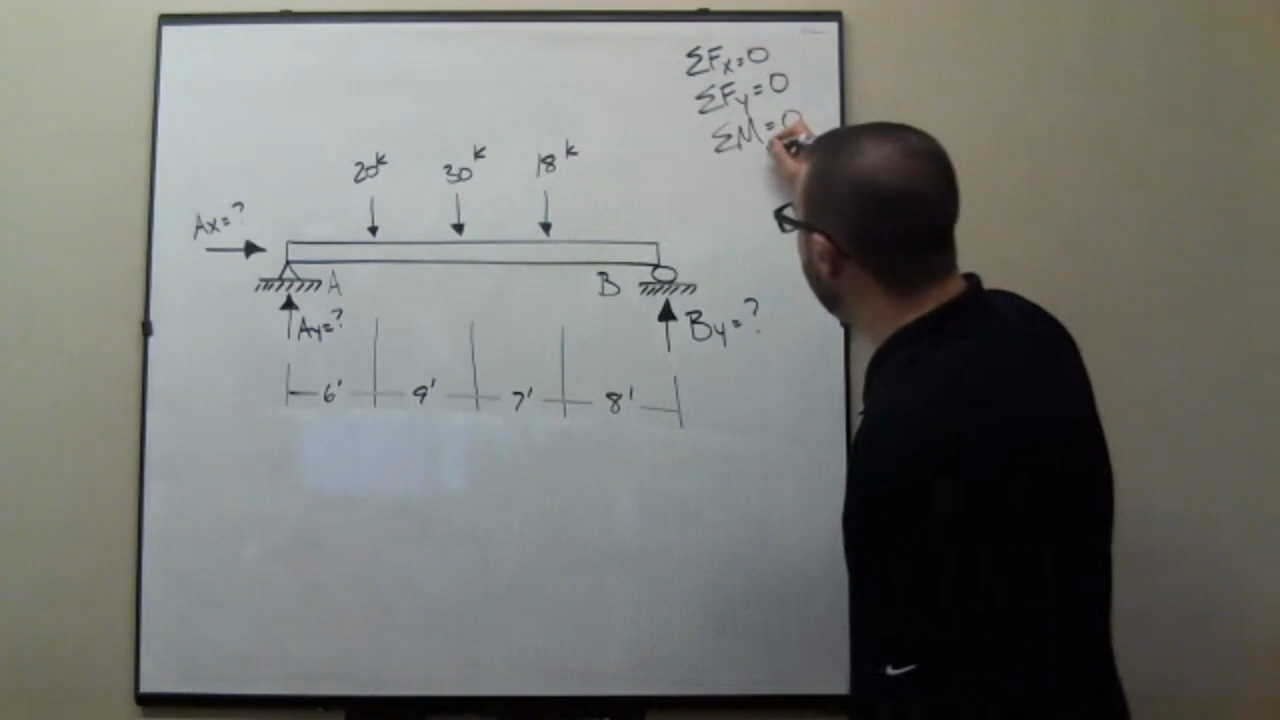 ΣFx=0
ΣFy=0
ΣM=0
20k 30k 18k
Ax=?
A B
Ay=? By=?
6' 9' 7' 8'